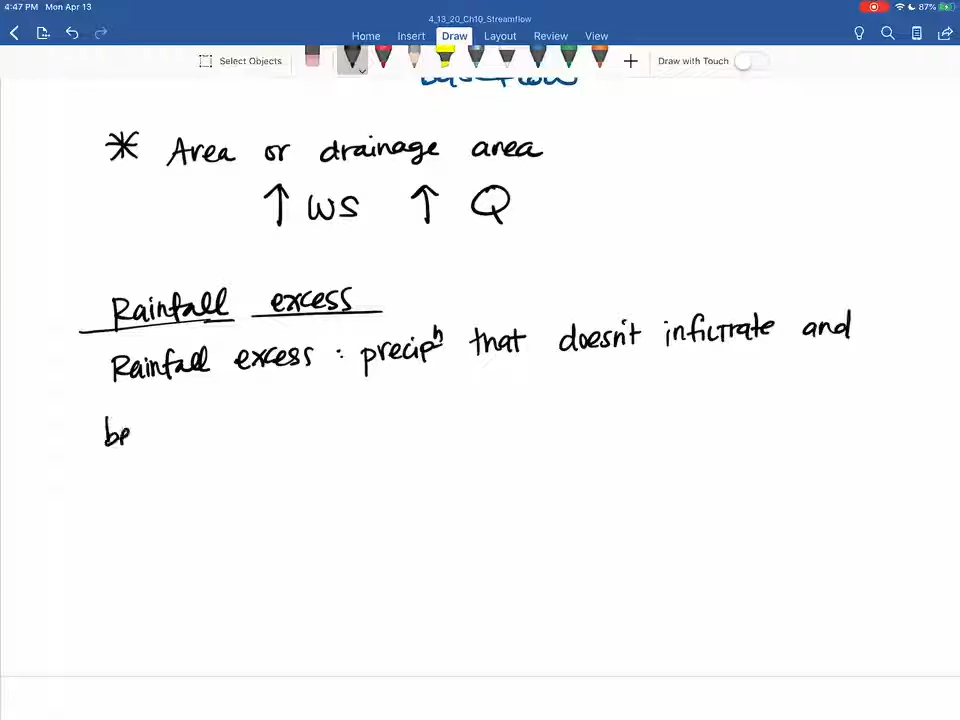 4:47 PM Mon Apr 13
87%
4_13_20_Ch10_Streamflow
Home Insert Draw Layout Review View
Select Objects
Draw with Touch
* Area or drainage area
↑ WS ↑ Q
Rainfall excess
Rainfall excess : precipⁿ that doesn't infiltrate and
be